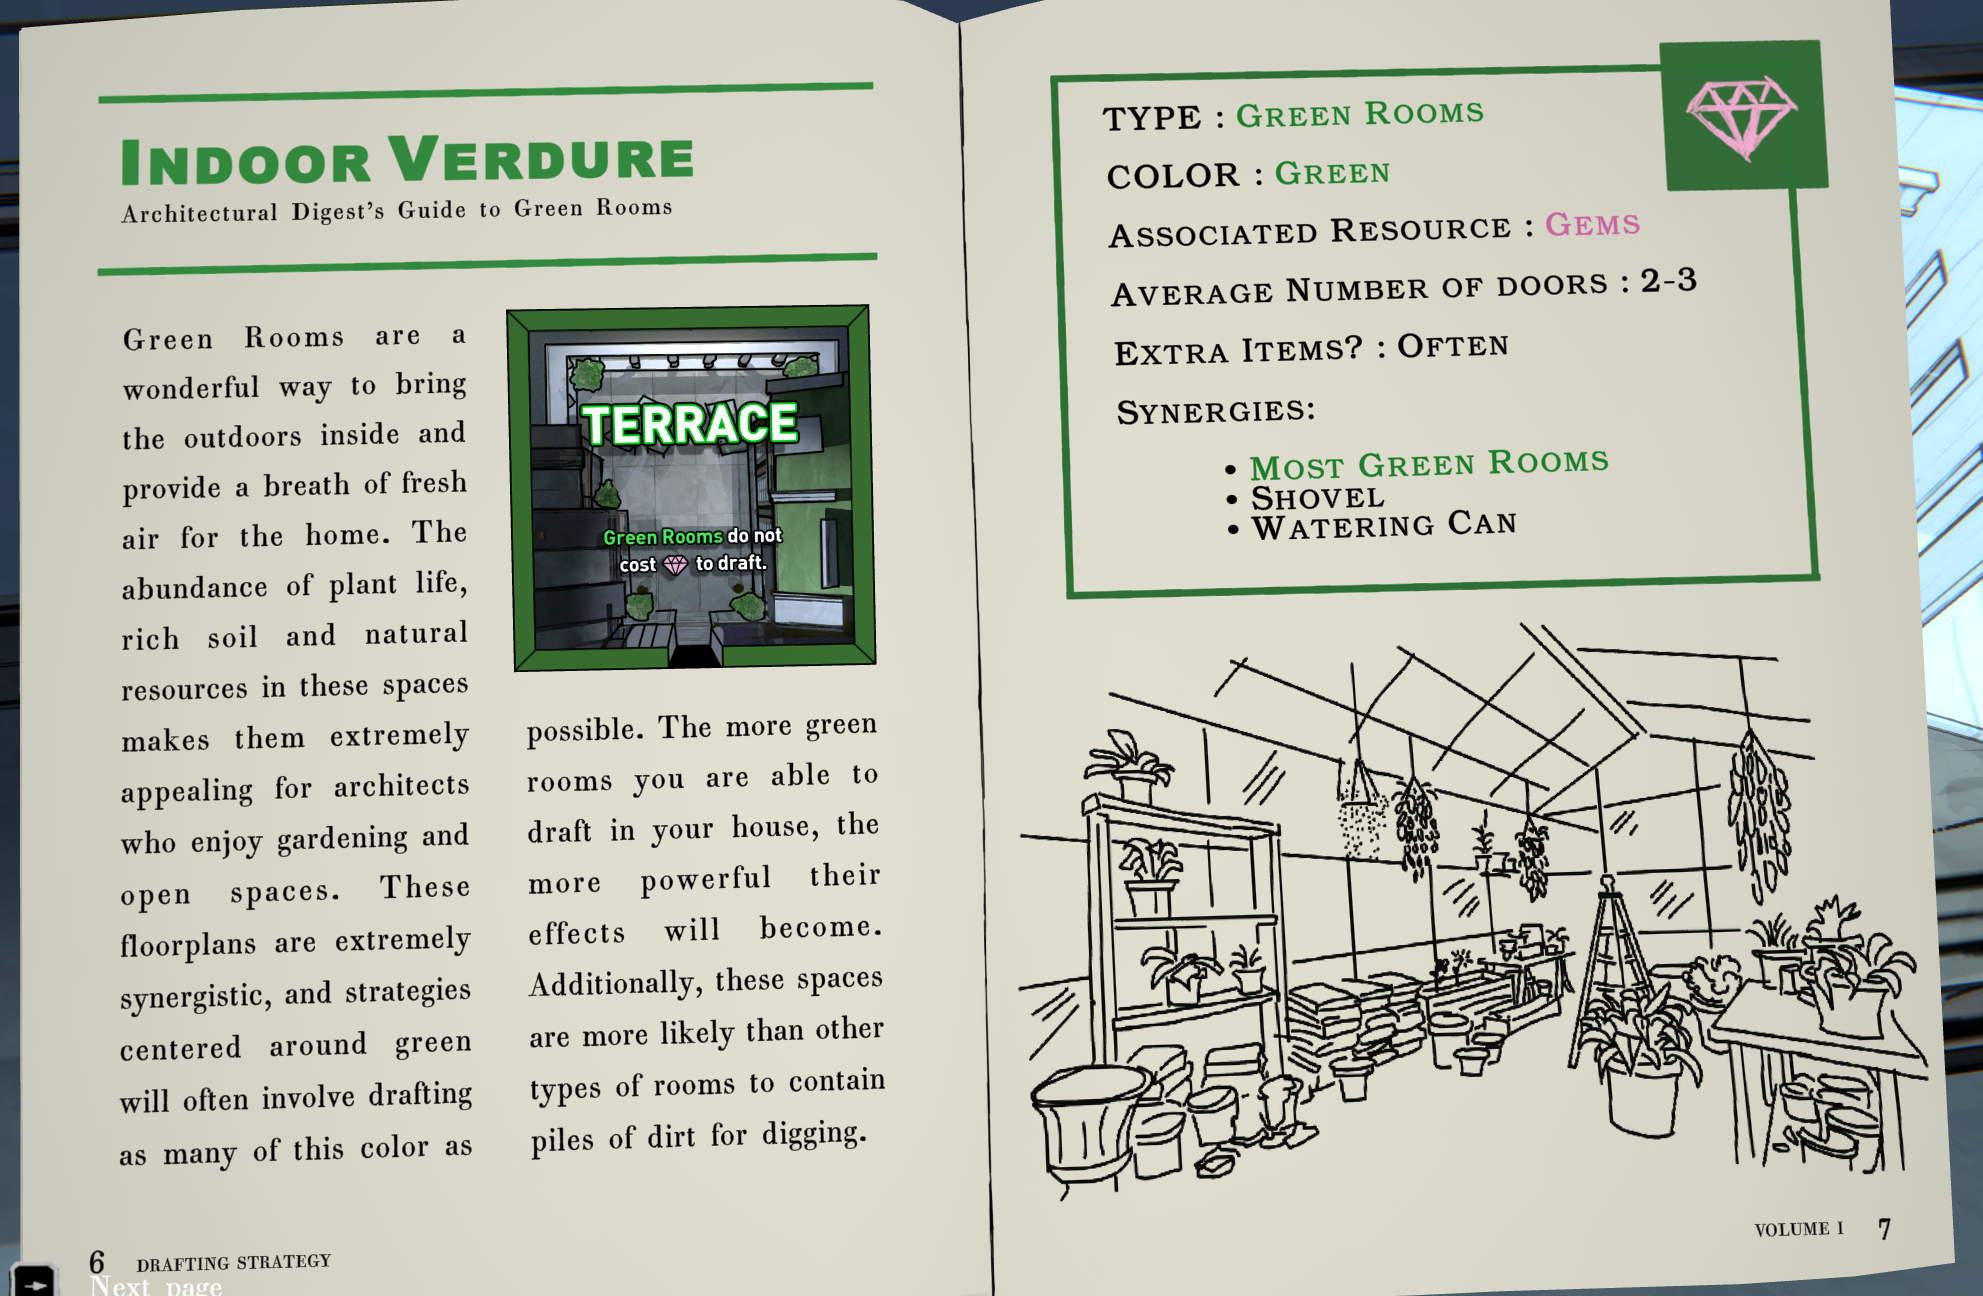 INDOOR VERDURE
Architectural Digest's Guide to Green Rooms
Green Rooms are a
wonderful way to bring
the outdoors inside and
provide a breath of fresh
air for the home. The
abundance of plant life,
rich soil and natural
resources in these spaces
makes them extremely
appealing for architects
who enjoy gardening and
open spaces. These
floorplans are extremely
synergistic, and strategies
centered around green
will often involve drafting
as many of this color as
TERRACE
Green Rooms do not
cost to draft.
possible. The more green
rooms you are able to
draft in your house, the
more powerful their
effects will become.
Additionally, these spaces
are more likely than other
types of rooms to contain
piles of dirt for digging.
6 DRAFTING STRATEGY
Next page
TYPE : GREEN ROOMS
COLOR : GREEN
ASSOCIATED RESOURCE : GEMS
AVERAGE NUMBER OF DOORS : 2-3
EXTRA ITEMS? : OFTEN
SYNERGIES:
• MOST GREEN ROOMS
• SHOVEL
• WATERING CAN
VOLUME I 7